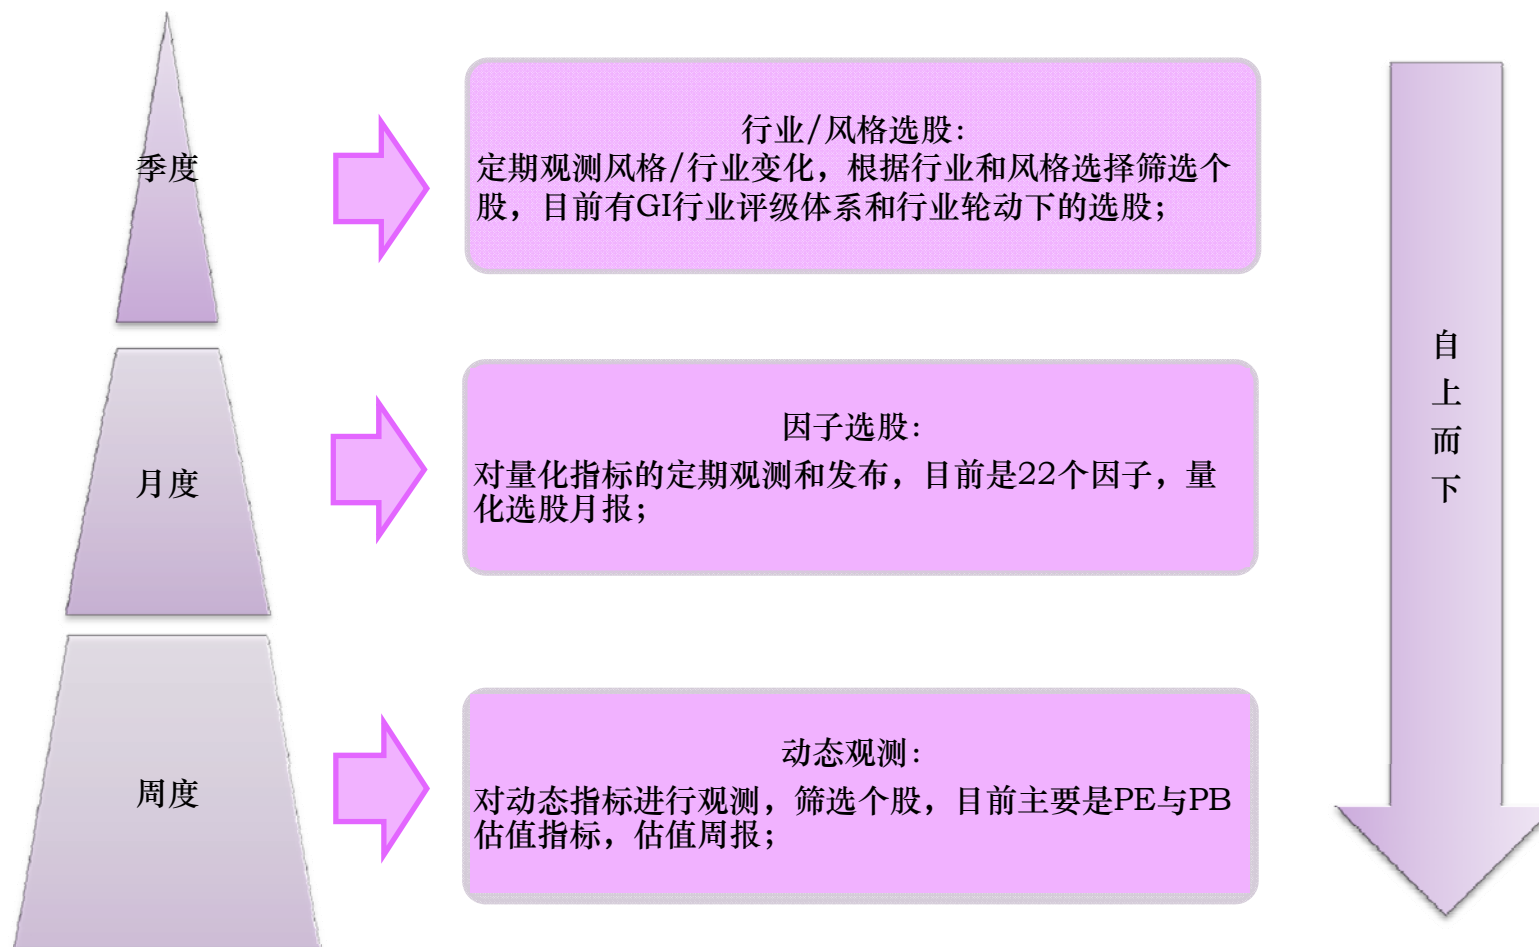 季度
行业/风格选股：
定期观测风格/行业变化，根据行业和风格选择筛选个
股，目前有GI行业评级体系和行业轮动下的选股；
月度
因子选股：
对量化指标的定期观测和发布，目前是22个因子，量
化选股月报；
周度
动态观测：
对动态指标进行观测，筛选个股，目前主要是PE与PB
估值指标，估值周报；
自
上
而
下